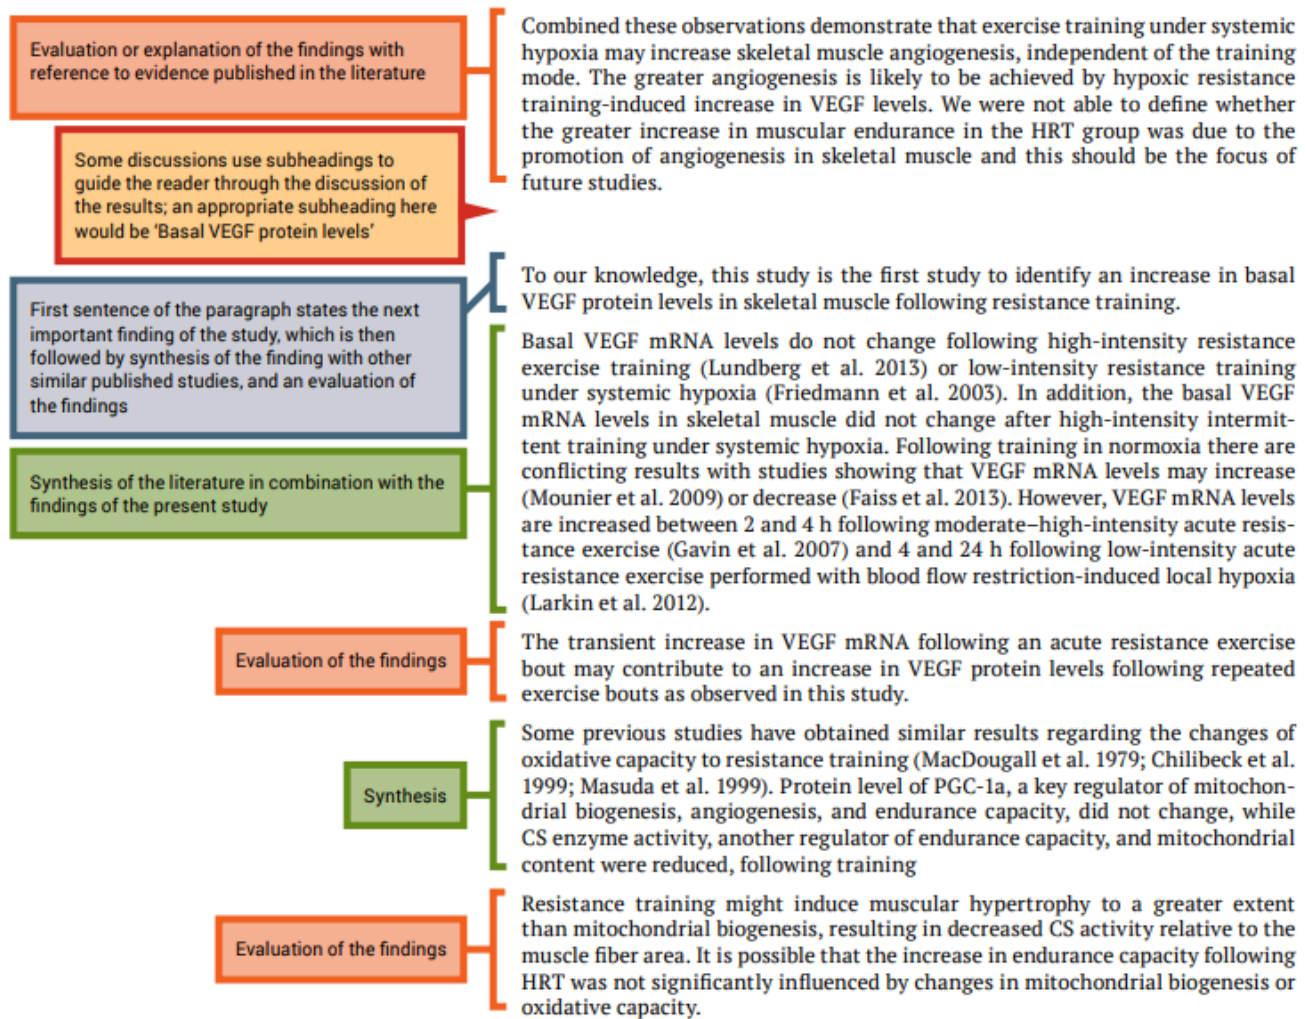 Evaluation or explanation of the findings with
reference to evidence published in the literature
Combined these observations demonstrate that exercise training under systemic
hypoxia may increase skeletal muscle angiogenesis, independent of the training
mode. The greater angiogenesis is likely to be achieved by hypoxic resistance
training-induced increase in VEGF levels. We were not able to define whether
the greater increase in muscular endurance in the HRT group was due to the
promotion of angiogenesis in skeletal muscle and this should be the focus of
future studies.
Some discussions use subheadings to
guide the reader through the discussion of
the results; an appropriate subheading here
would be ‘Basal VEGF protein levels’
First sentence of the paragraph states the next
important finding of the study, which is then
followed by synthesis of the finding with other
similar published studies, and an evaluation of
the findings
To our knowledge, this study is the first study to identify an increase in basal
VEGF protein levels in skeletal muscle following resistance training.
Synthesis of the literature in combination with the
findings of the present study
Basal VEGF mRNA levels do not change following high-intensity resistance
exercise training (Lundberg et al. 2013) or low-intensity resistance training
under systemic hypoxia (Friedmann et al. 2003). In addition, the basal VEGF
mRNA levels in skeletal muscle did not change after high-intensity intermit-
tent training under systemic hypoxia. Following training in normoxia there are
conflicting results with studies showing that VEGF mRNA levels may increase
(Mounier et al. 2009) or decrease (Faiss et al. 2013). However, VEGF mRNA levels
are increased between 2 and 4 h following moderate–high-intensity acute resis-
tance exercise (Gavin et al. 2007) and 4 and 24 h following low-intensity acute
resistance exercise performed with blood flow restriction-induced local hypoxia
(Larkin et al. 2012).
Evaluation of the findings
The transient increase in VEGF mRNA following an acute resistance exercise
bout may contribute to an increase in VEGF protein levels following repeated
exercise bouts as observed in this study.
Synthesis
Some previous studies have obtained similar results regarding the changes of
oxidative capacity to resistance training (MacDougall et al. 1979; Chilibeck et al.
1999; Masuda et al. 1999). Protein level of PGC-1a, a key regulator of mitochon-
drial biogenesis, angiogenesis, and endurance capacity, did not change, while
CS enzyme activity, another regulator of endurance capacity, and mitochondrial
content were reduced, following training
Evaluation of the findings
Resistance training might induce muscular hypertrophy to a greater extent
than mitochondrial biogenesis, resulting in decreased CS activity relative to the
muscle fiber area. It is possible that the increase in endurance capacity following
HRT was not significantly influenced by changes in mitochondrial biogenesis or
oxidative capacity.